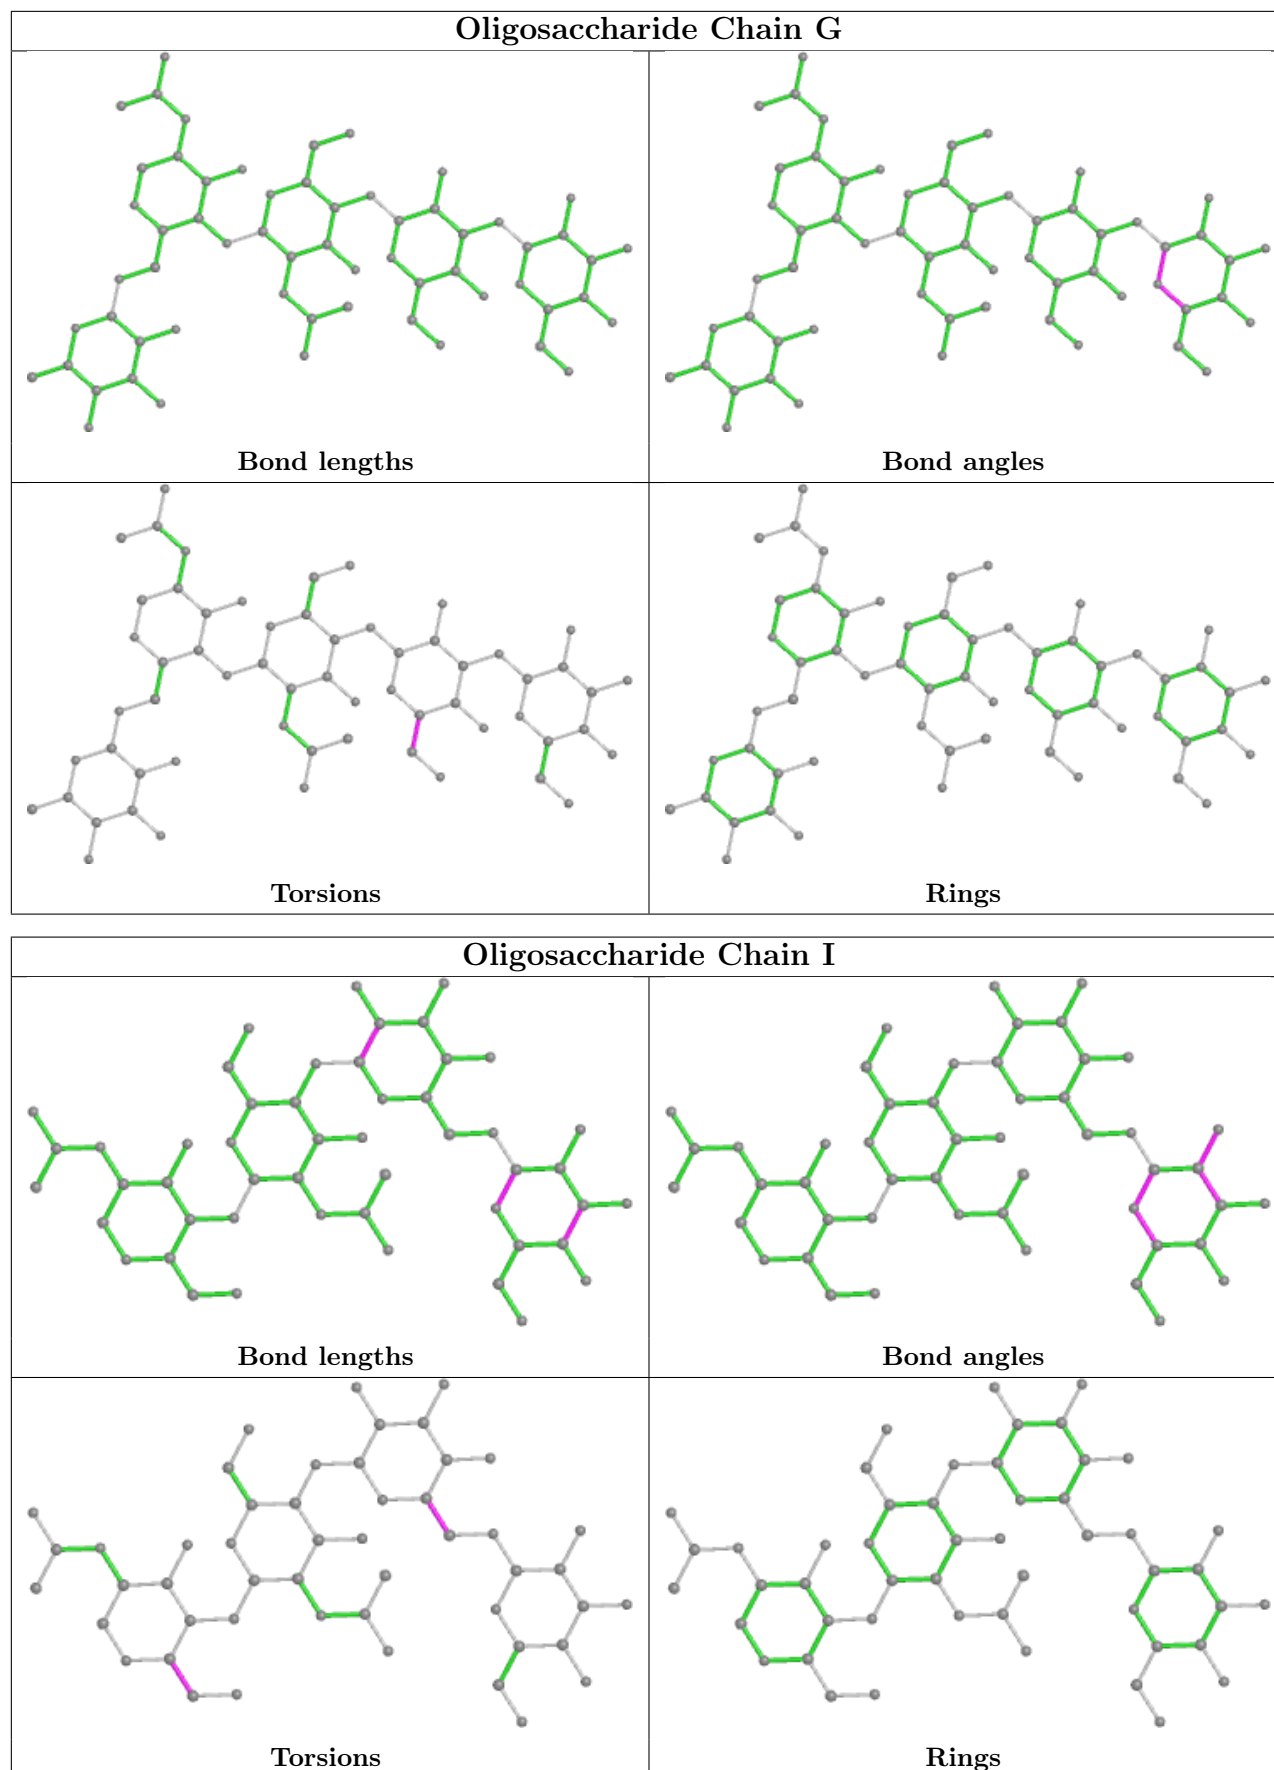 Oligosaccharide Chain G
Bond lengths
Bond angles
Torsions
Rings
Oligosaccharide Chain I
Bond lengths
Bond angles
Torsions
Rings